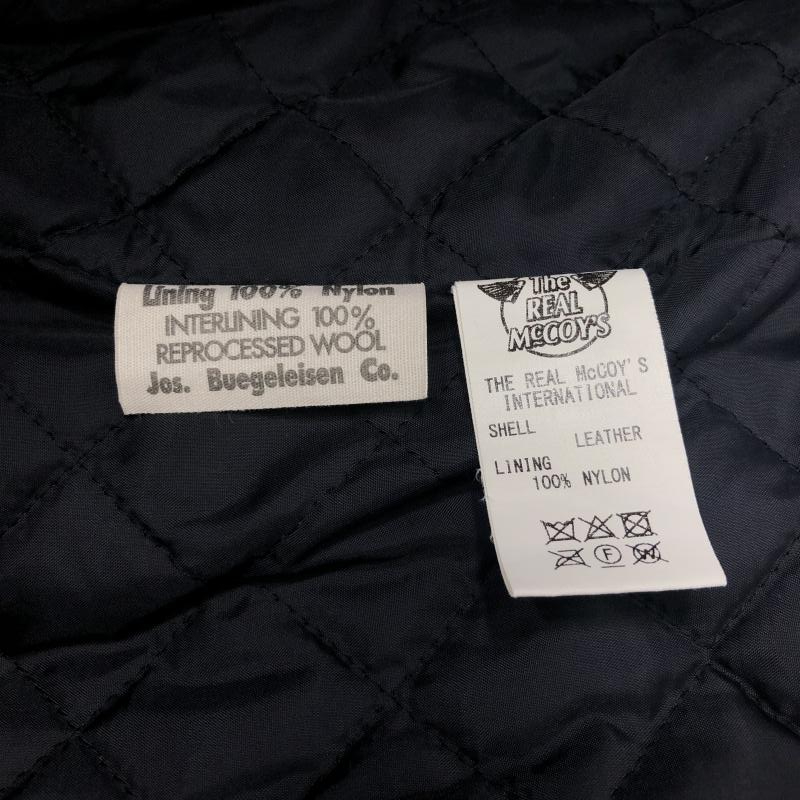 Lining 100% Nylon
INTERLINING 100%
REPROCESSED WOOL
Jos. Buegeleisen Co.
The
REAL
McCOY'S
THE REAL McCOY'S
INTERNATIONAL
SHELL
LEATHER
LINING
100% NYLON
F
W